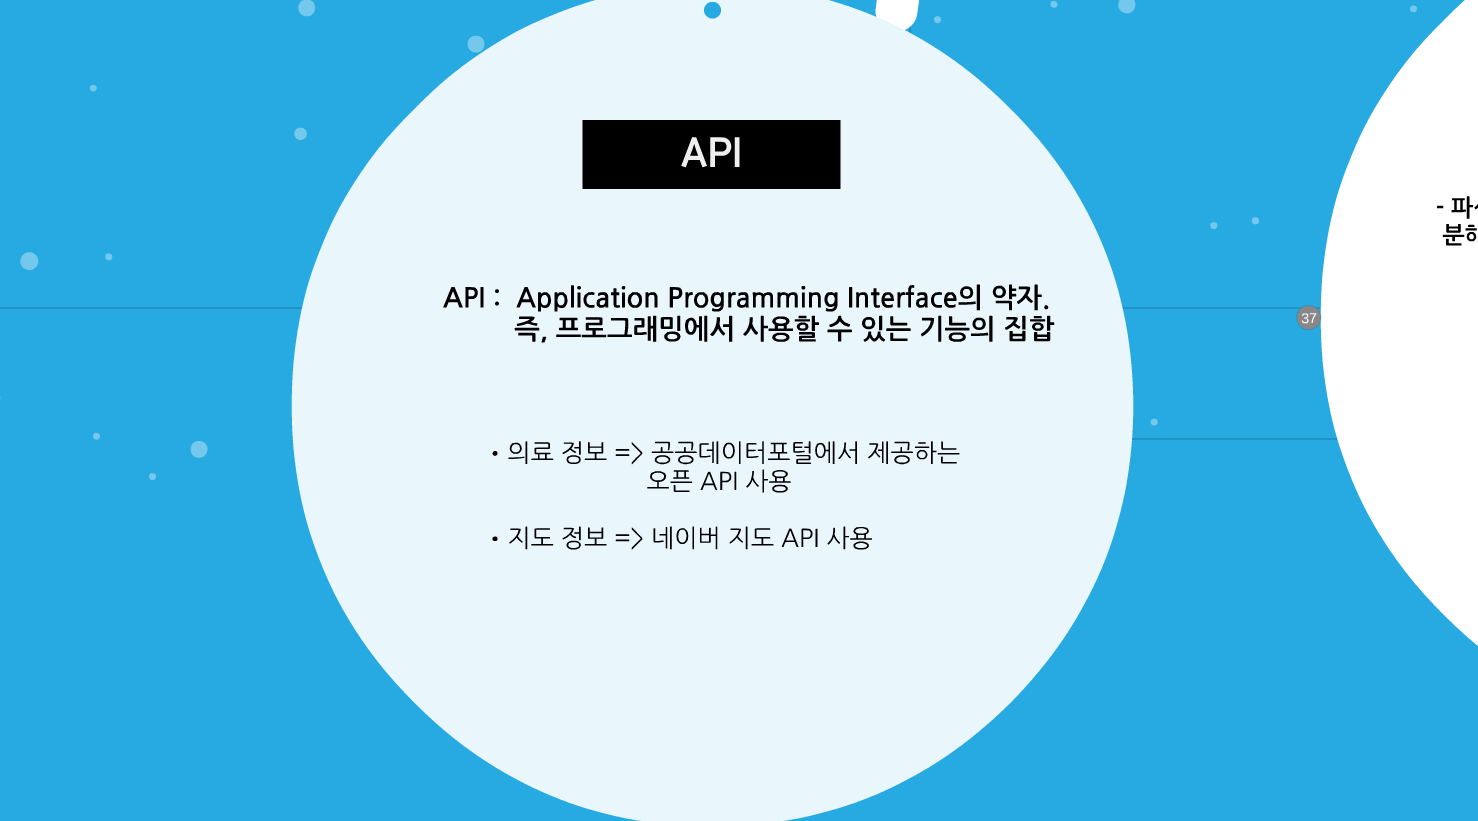 API
API : Application Programming Interface의 약자.
즉, 프로그래밍에서 사용할 수 있는 기능의 집합
• 의료 정보 => 공공데이터포털에서 제공하는
오픈 API 사용
• 지도 정보 => 네이버 지도 API 사용
37